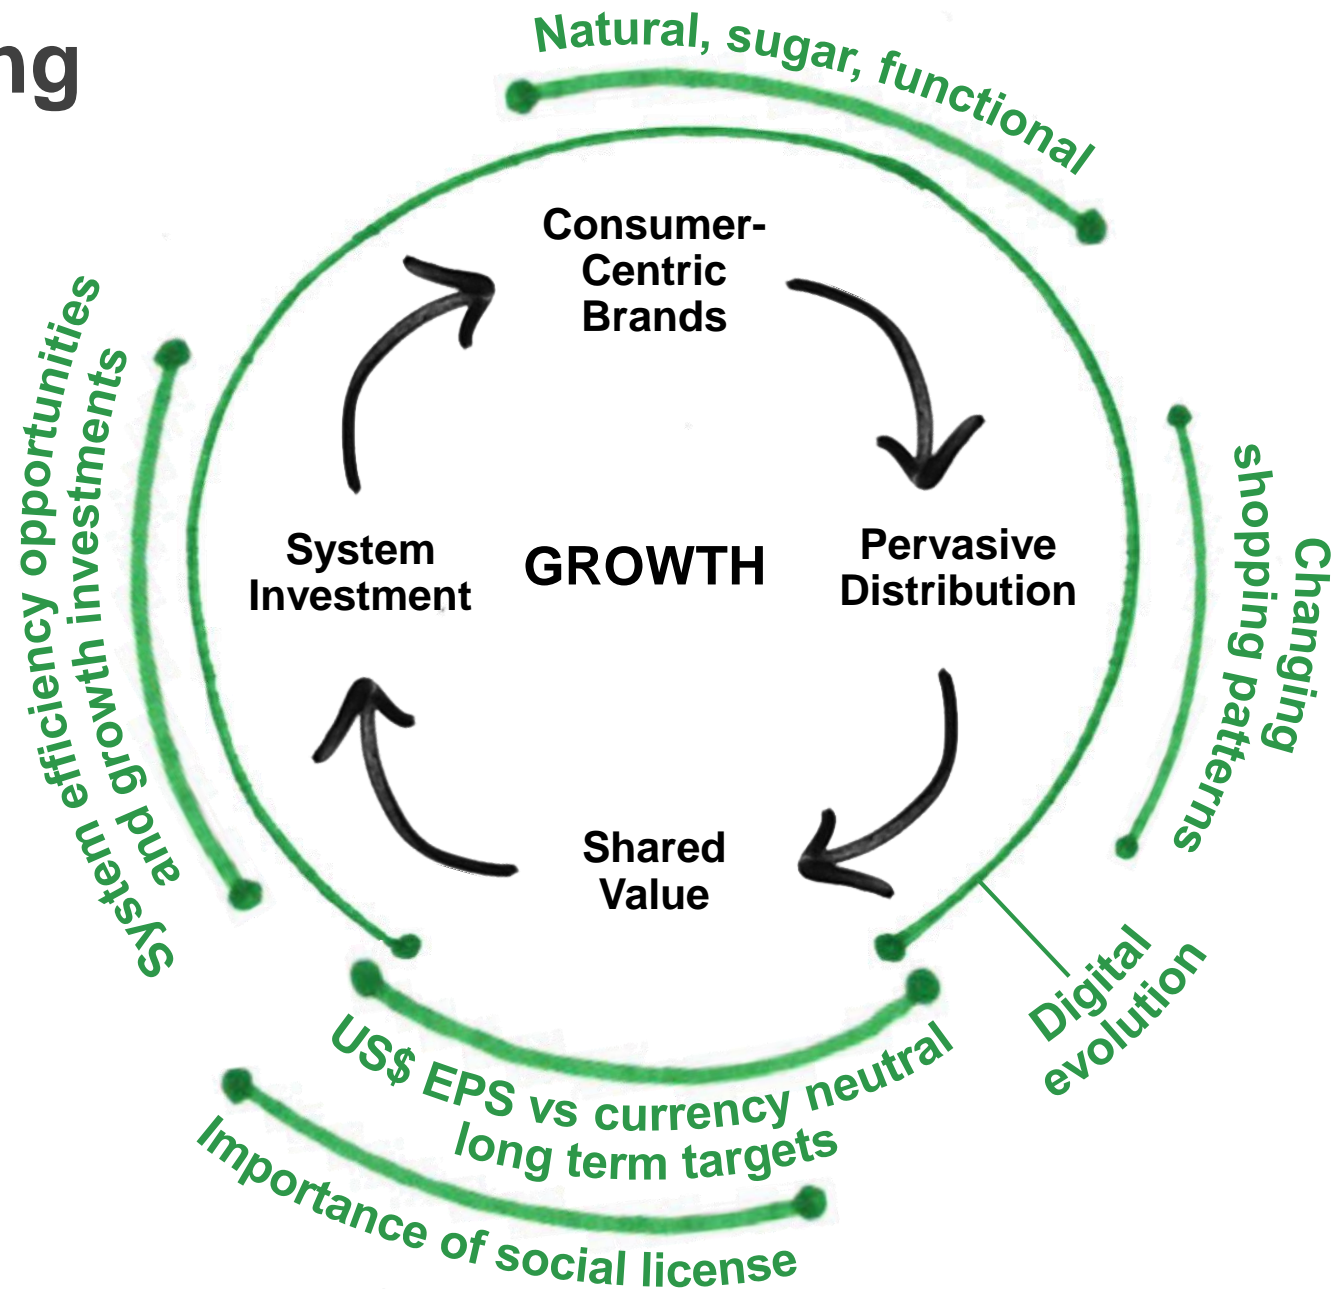 ng
Natural, sugar, functional
Consumer-
Centric
Brands
System efficiency opportunities
and growth investments
Changing
shopping patterns
System
Investment
GROWTH
Pervasive
Distribution
Shared
Value
Digital
evolution
US$ EPS vs currency neutral
long term targets
Importance of social license